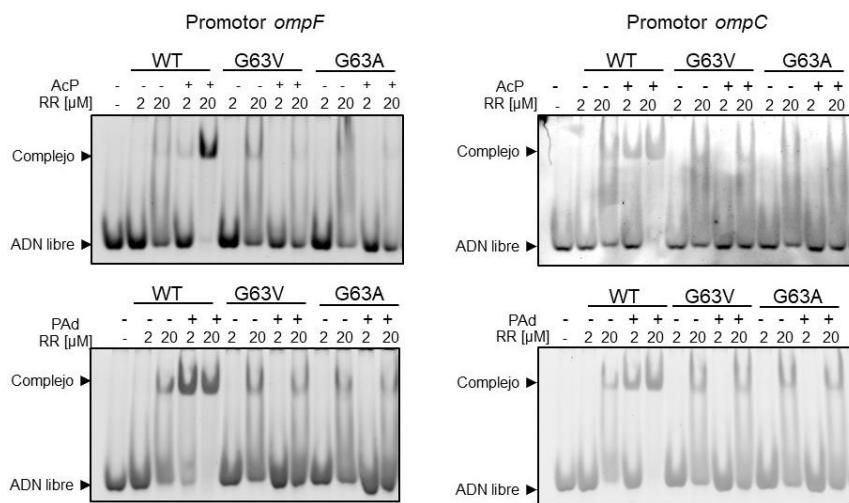 Promotor ompF
WT G63V G63A
AcP - - - + + - - + + - - + +
RR [µM] - 2 20 2 20 2 20 2 20 2 20 2 20
Complejo
ADN libre
WT G63V G63A
PAd - - - + + - - + + - - + +
RR [µM] - 2 20 2 20 2 20 2 20 2 20 2 20
Complejo
ADN libre
Promotor ompC
WT G63V G63A
AcP - - - + + - - + + - - + +
RR [µM] - 2 20 2 20 2 20 2 20 2 20 2 20
Complejo
ADN libre
WT G63V G63A
PAd - - - + + - - + + - - + +
RR [µM] - 2 20 2 20 2 20 2 20 2 20 2 20
Complejo
ADN libre